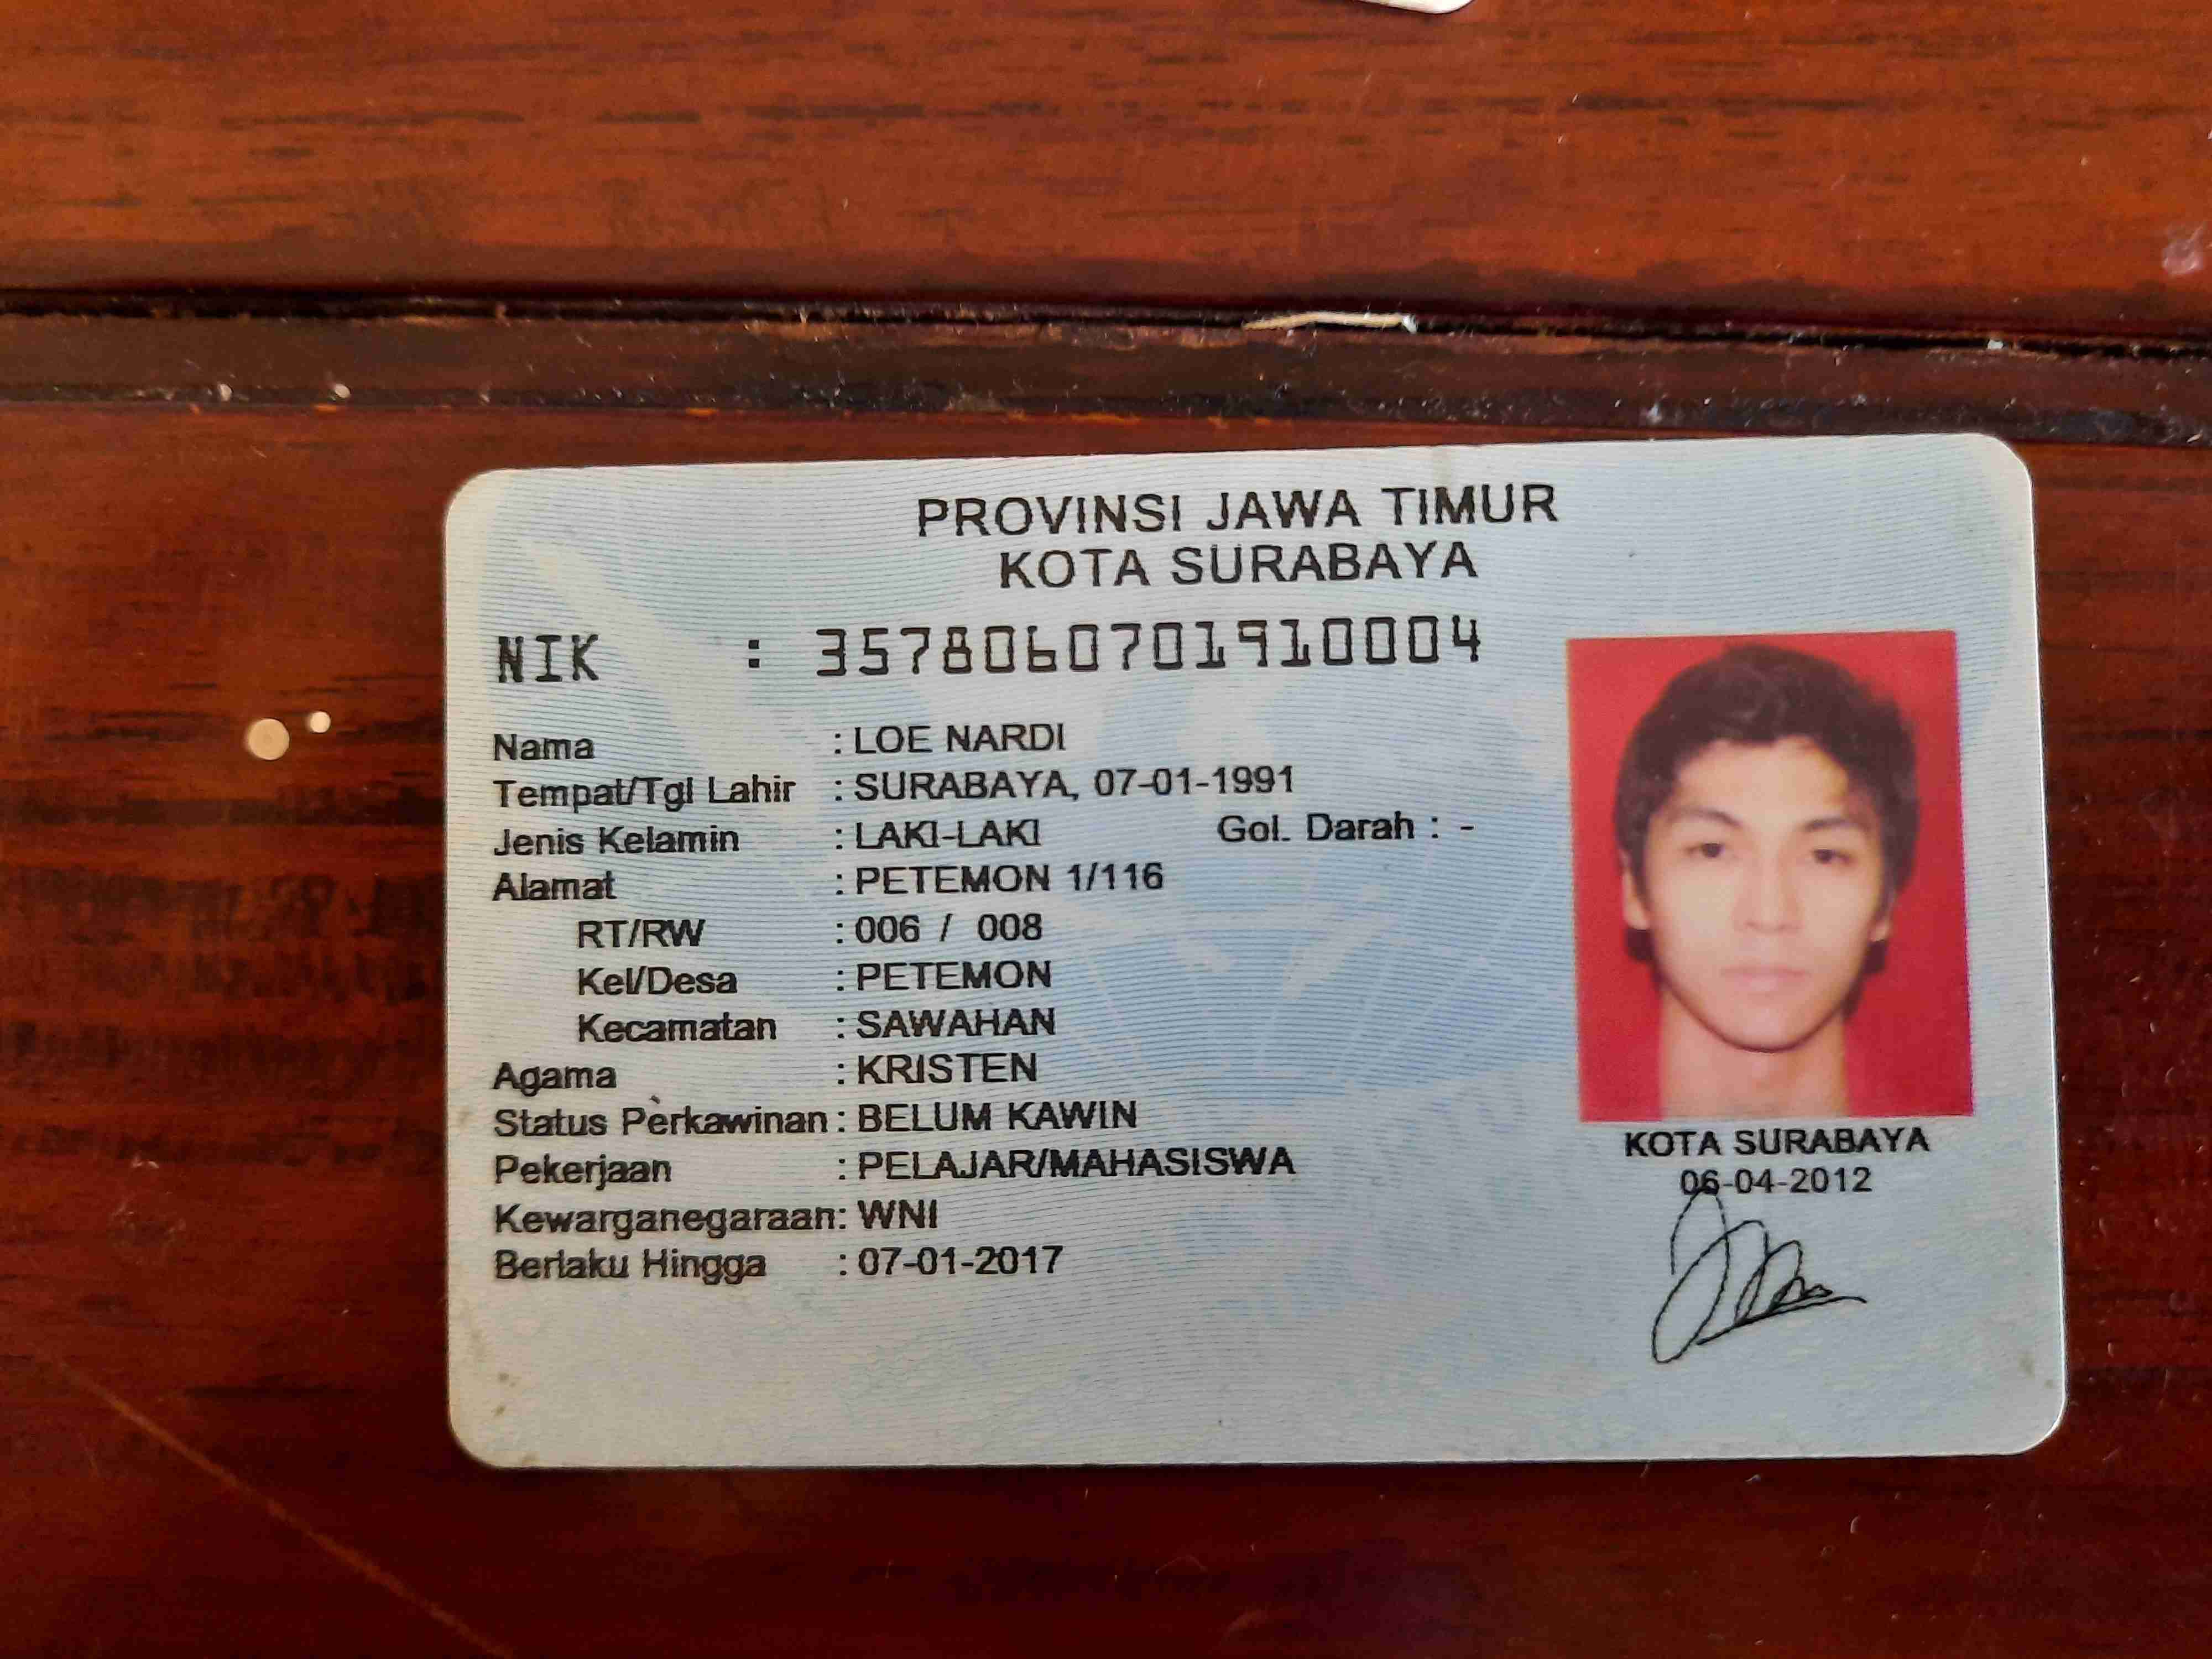 PROVINSI JAWA TIMUR
KOTA SURABAYA
NIK : 3578060701910004
Nama : LOE NARDI
Tempat/Tgl Lahir : SURABAYA, 07-01-1991
Jenis Kelamin : LAKI-LAKI Gol. Darah : -
Alamat : PETEMON 1/116
RT/RW : 006 / 008
Kel/Desa : PETEMON
Kecamatan : SAWAHAN
Agama : KRISTEN
Status Perkawinan : BELUM KAWIN
Pekerjaan : PELAJAR/MAHASISWA
Kewarganegaraan: WNI
Berlaku Hingga : 07-01-2017
KOTA SURABAYA
06-04-2012